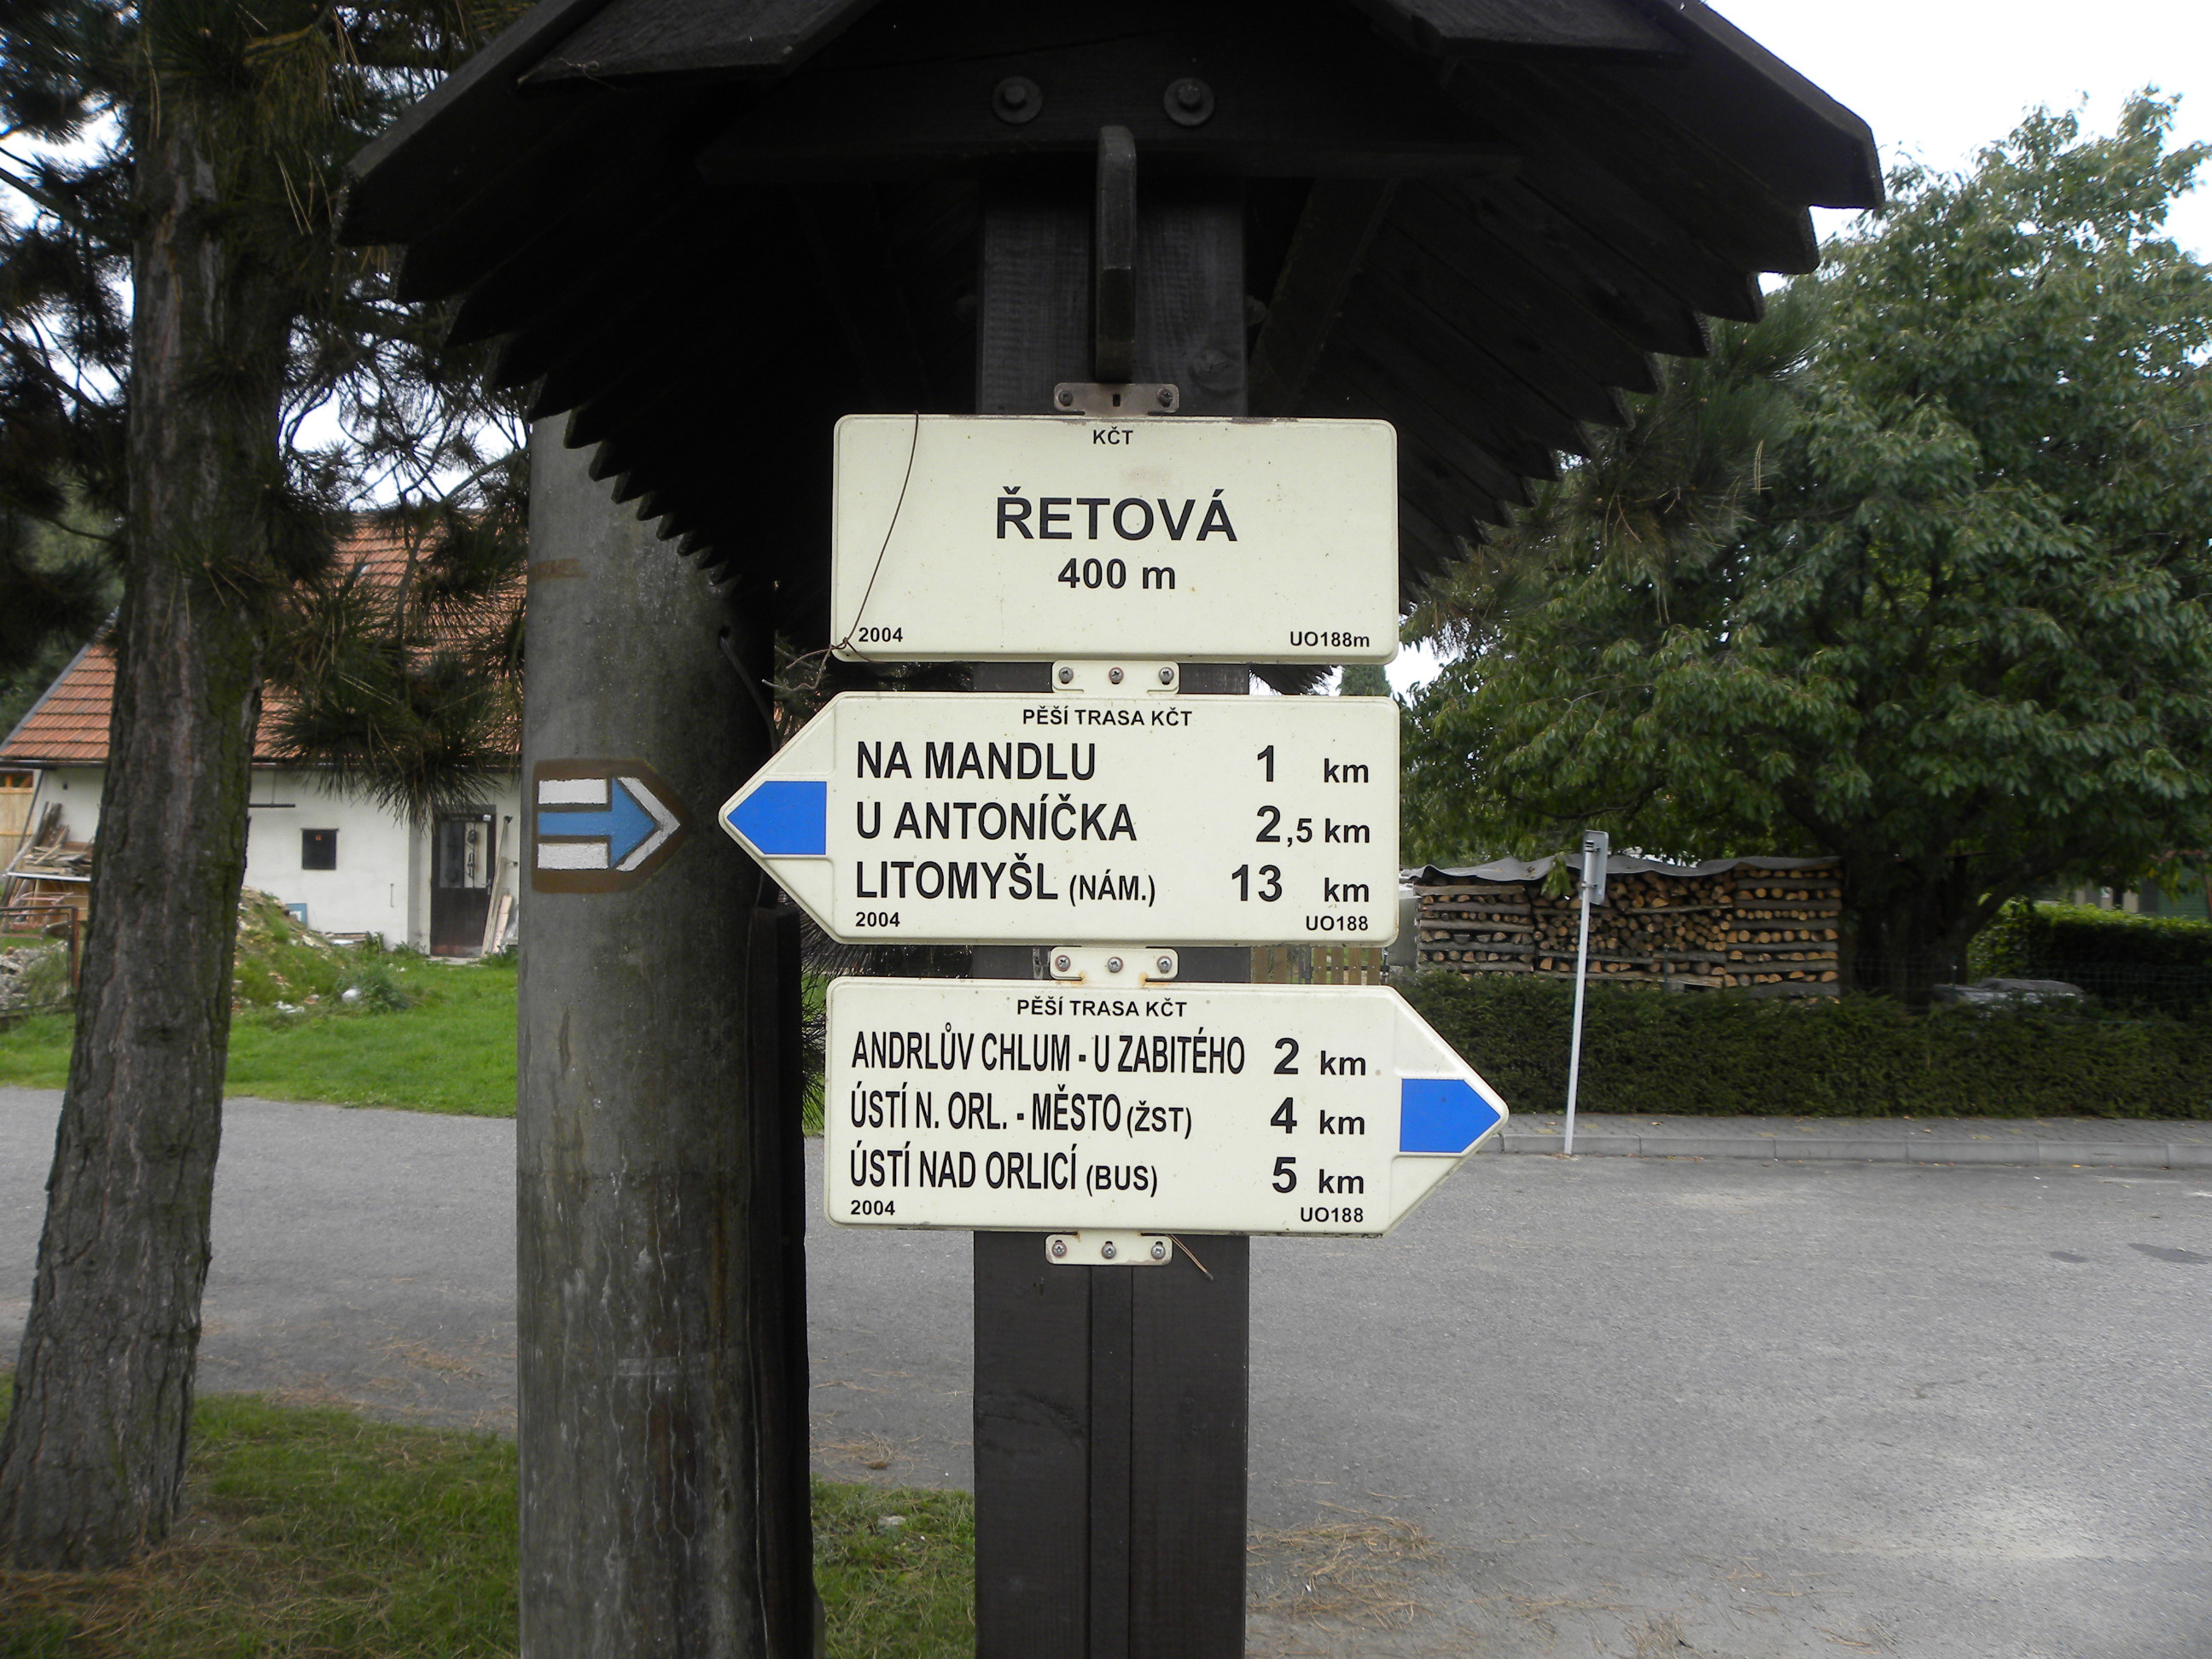 KČT
ŘETOVÁ
400 m
2004 UO188m
PĚŠÍ TRASA KČT
NA MANDLU 1 km
U ANTONÍČKA 2,5 km
LITOMYŠL (NÁM.) 13 km
2004 UO188
PĚŠÍ TRASA KČT
ANDRLŮV CHLUM - U ZABITÉHO 2 km
ÚSTÍ N. ORL. - MĚSTO (ŽST) 4 km
ÚSTÍ NAD ORLICÍ (BUS) 5 km
2004 UO188